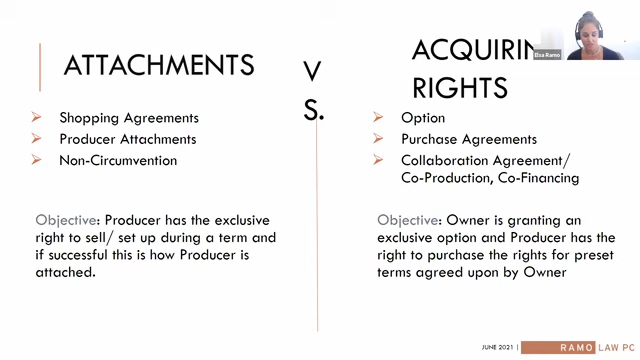 ATTACHMENTS
Shopping Agreements
Producer Attachments
Non-Circumvention
Objective: Producer has the exclusive
right to sell/ set up during a term and
if successful this is how Producer is
attached.
V
S.
ACQUIRIN
RIGHTS
Option
Purchase Agreements
Collaboration Agreement/
Co-Production, Co-Financing
Objective: Owner is granting an
exclusive option and Producer has the
right to purchase the rights for preset
terms agreed upon by Owner
Elsa Ramo
JUNE 2021 |
RAMO LAW PC